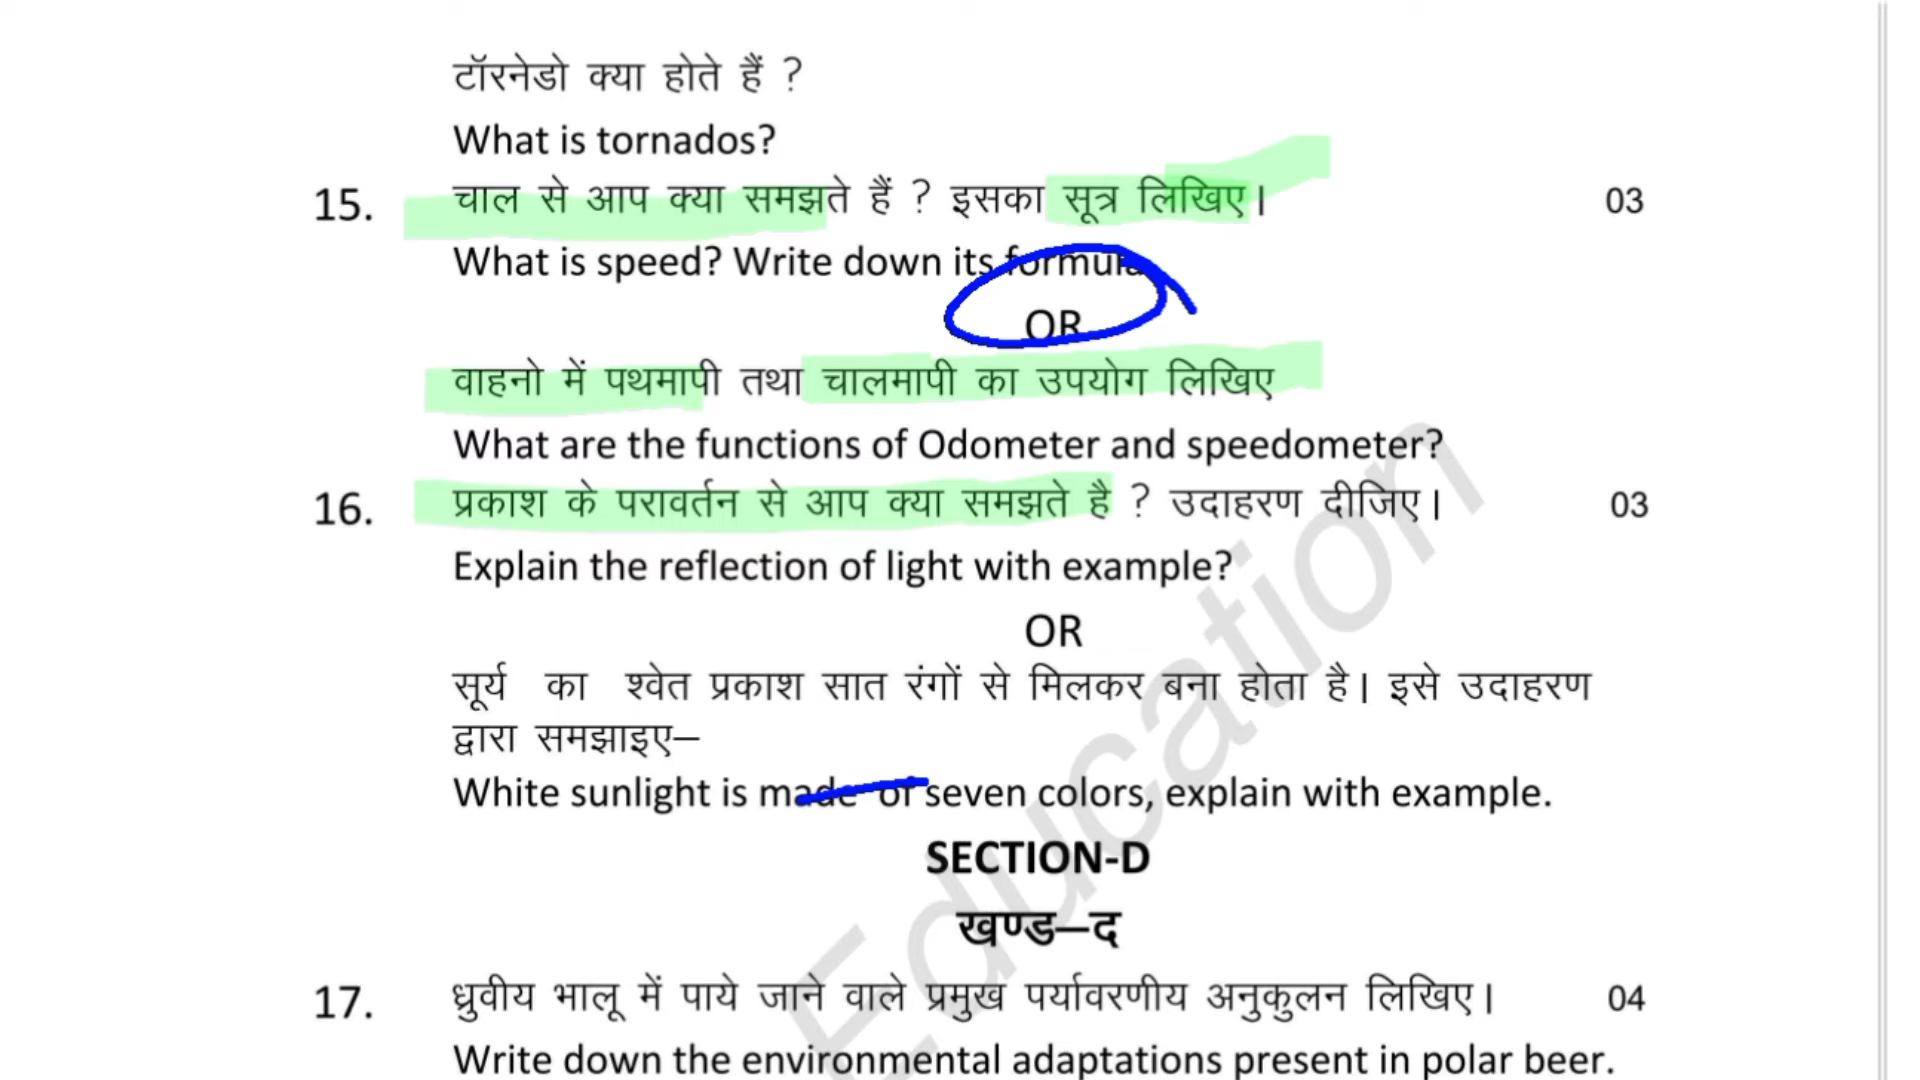 टॉरनेडो क्या होते हैं ?
What is tornados?
15. चाल से आप क्या समझते हैं ? इसका सूत्र लिखिए। 03
What is speed? Write down its formula
OR
वाहनो में पथमापी तथा चालमापी का उपयोग लिखिए
What are the functions of Odometer and speedometer?
16. प्रकाश के परावर्तन से आप क्या समझते है ? उदाहरण दीजिए। 03
Explain the reflection of light with example?
OR
सूर्य का श्वेत प्रकाश सात रंगों से मिलकर बना होता है। इसे उदाहरण
द्वारा समझाइए—
White sunlight is made of seven colors, explain with example.
SECTION-D
खण्ड—द
17. ध्रुवीय भालू में पाये जाने वाले प्रमुख पर्यावरणीय अनुकुलन लिखिए। 04
Write down the environmental adaptations present in polar beer.
Education